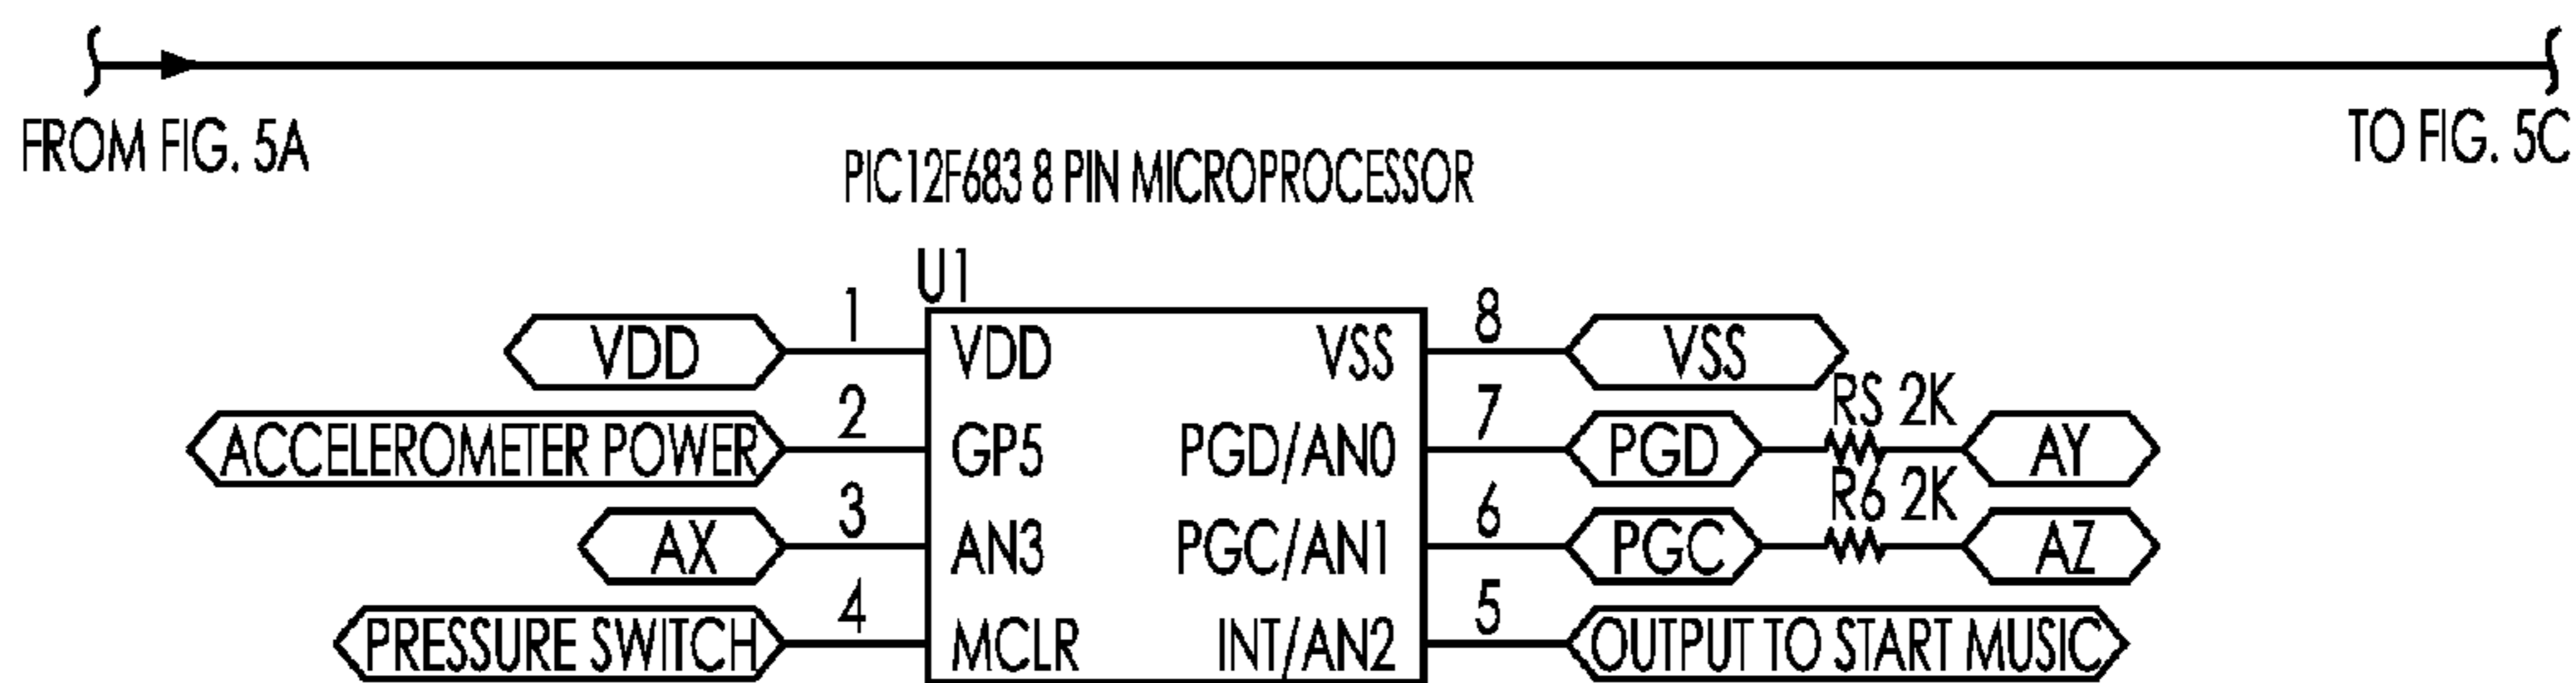 FROM FIG. 5A
TO FIG. 5C
PIC12F683 8 PIN MICROPROCESSOR
U1
VDD 1 VDD VSS 8 VSS
RS 2K
ACCELEROMETER POWER 2 GP5 PGD/AN0 7 PGD AY
R6 2K
AX 3 AN3 PGC/AN1 6 PGC AZ
PRESSURE SWITCH 4 MCLR INT/AN2 5 OUTPUT TO START MUSIC